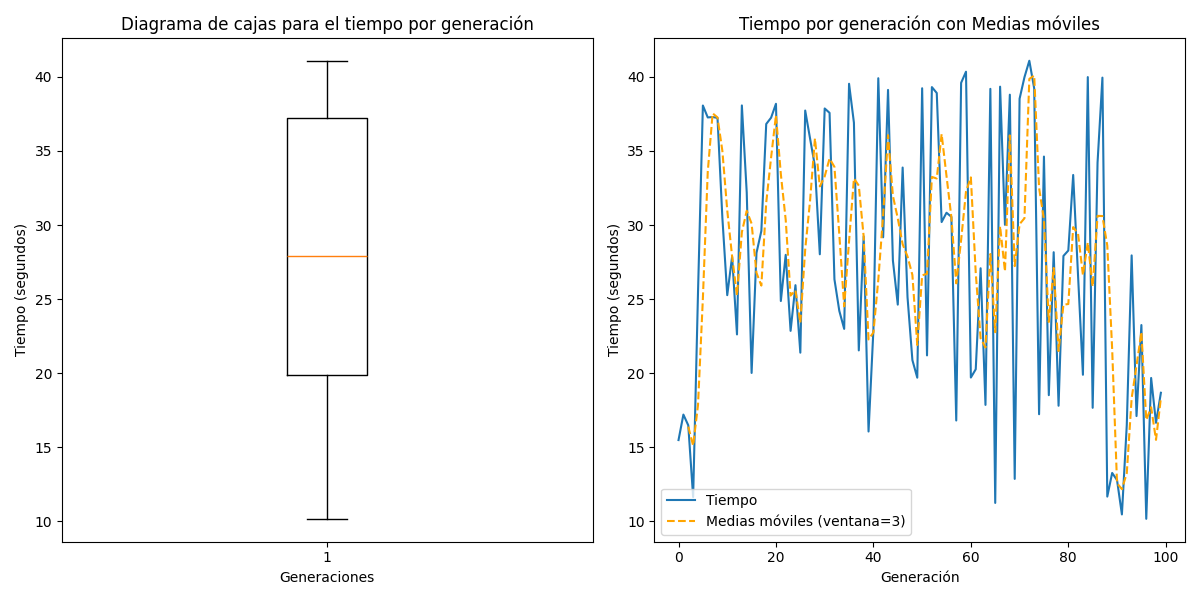 Diagrama de cajas para el tiempo por generación
Tiempo (segundos)
40
35
30
25
20
15
10
1
Generaciones
Tiempo por generación con Medias móviles
Tiempo (segundos)
40
35
30
25
20
15
10
Tiempo
Medias móviles (ventana=3)
0
20
40
60
80
100
Generación